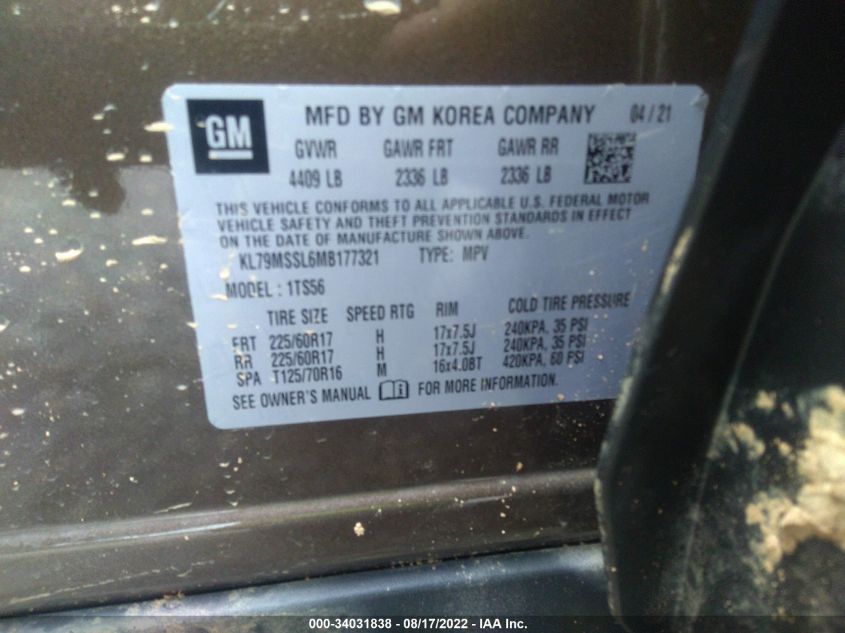 GM
MFD BY GM KOREA COMPANY 04 / 21
GVWR GAWR FRT GAWR RR
4409 LB 2336 LB 2336 LB
THIS VEHICLE CONFORMS TO ALL APPLICABLE U.S. FEDERAL MOTOR
VEHICLE SAFETY AND THEFT PREVENTION STANDARDS IN EFFECT
ON THE DATE OF MANUFACTURE SHOWN ABOVE.
KL79MSSL6MB177321 TYPE: MPV
MODEL : 1TS56
TIRE SIZE SPEED RTG RIM COLD TIRE PRESSURE
FRT 225/60R17 H 17x7.5J 240KPA, 35 PSI
RR 225/60R17 H 17x7.5J 240KPA, 35 PSI
SPA T125/70R16 M 16x4.0BT 420KPA, 60 PSI
SEE OWNER'S MANUAL FOR MORE INFORMATION.
000-34031838 - 08/17/2022 - IAA Inc.